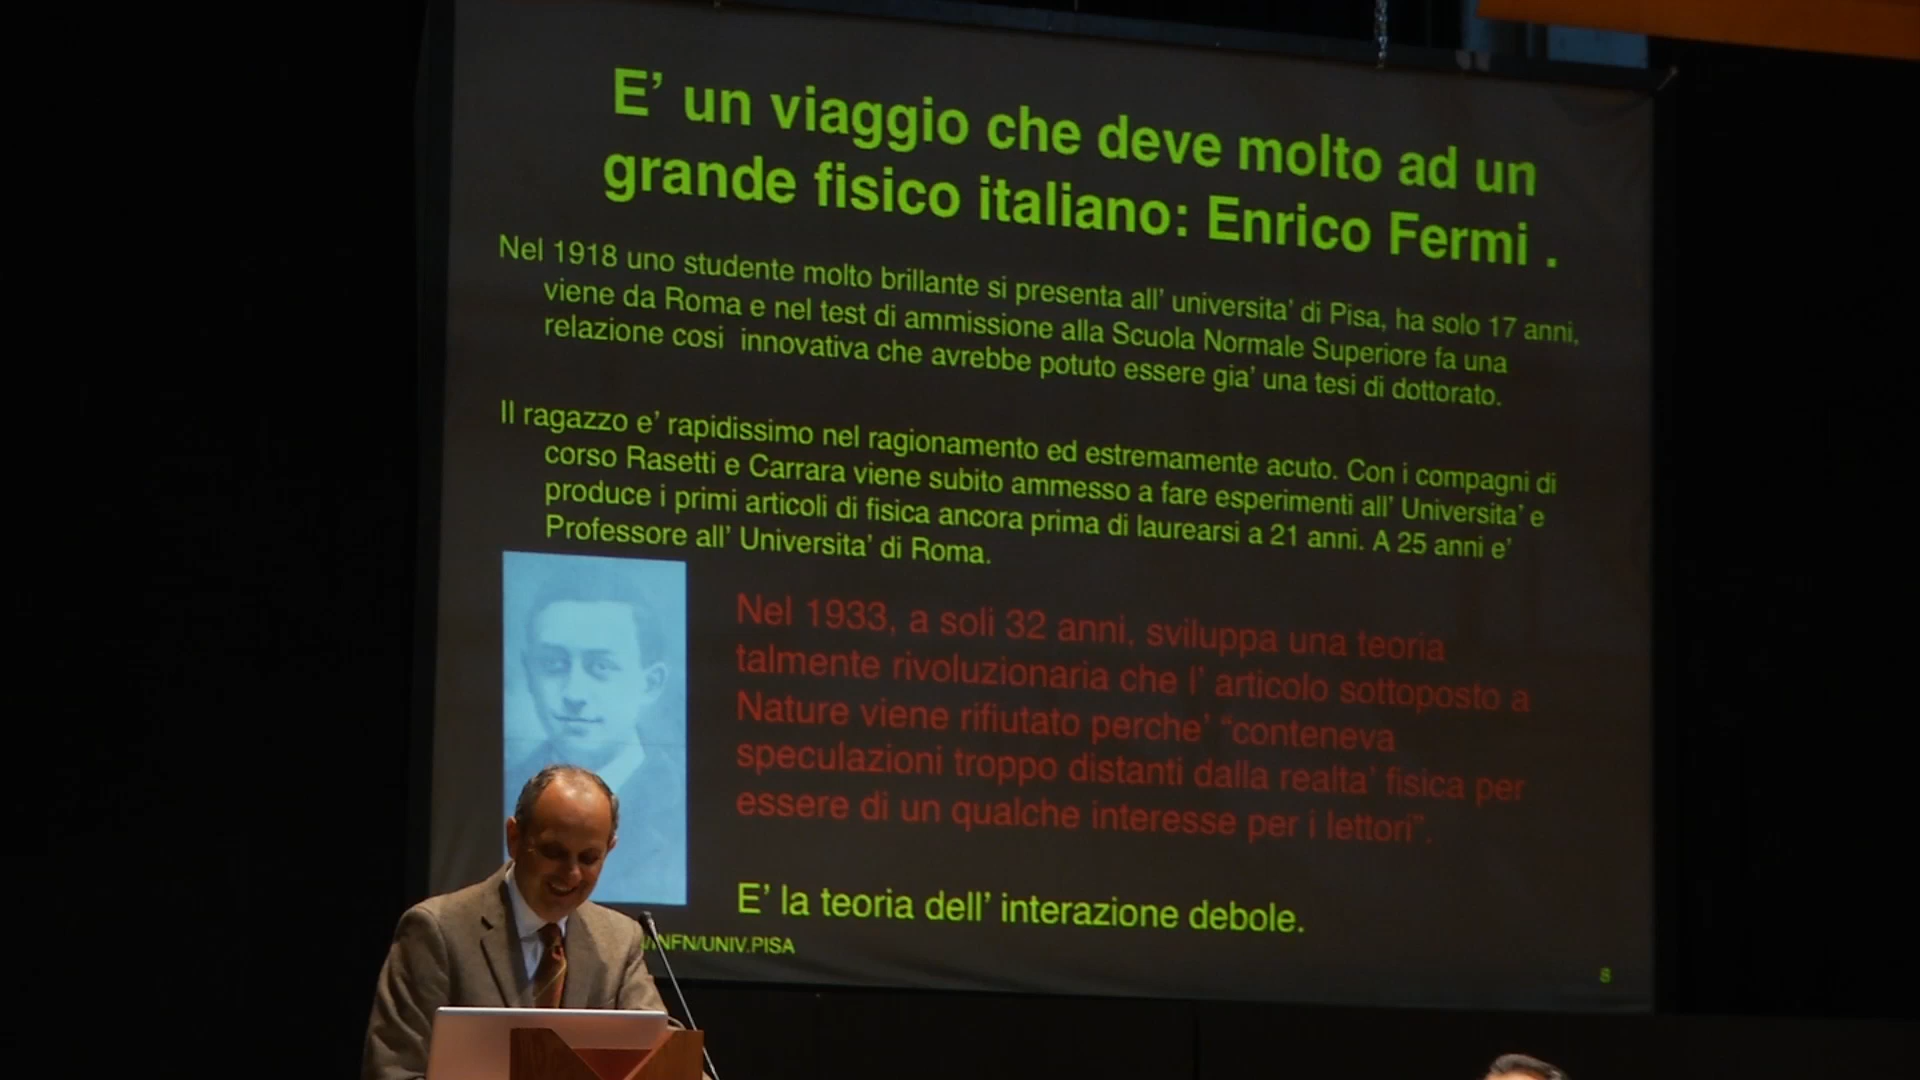 E' un viaggio che deve molto ad un
grande fisico italiano: Enrico Fermi .
Nel 1918 uno studente molto brillante si presenta all' universita' di Pisa, ha solo 17 anni,
viene da Roma e nel test di ammissione alla Scuola Normale Superiore fa una
relazione cosi innovativa che avrebbe potuto essere gia' una tesi di dottorato.
Il ragazzo e' rapidissimo nel ragionamento ed estremamente acuto. Con i compagni di
corso Rasetti e Carrara viene subito ammesso a fare esperimenti all' Universita' e
produce i primi articoli di fisica ancora prima di laurearsi a 21 anni. A 25 anni e'
Professore all' Universita' di Roma.
Nel 1933, a soli 32 anni, sviluppa una teoria
talmente rivoluzionaria che l' articolo sottoposto a
Nature viene rifiutato perche' "conteneva
speculazioni troppo distanti dalla realta' fisica per
essere di un qualche interesse per i lettori".
E' la teoria dell' interazione debole.
/INFN/UNIV.PISA
8